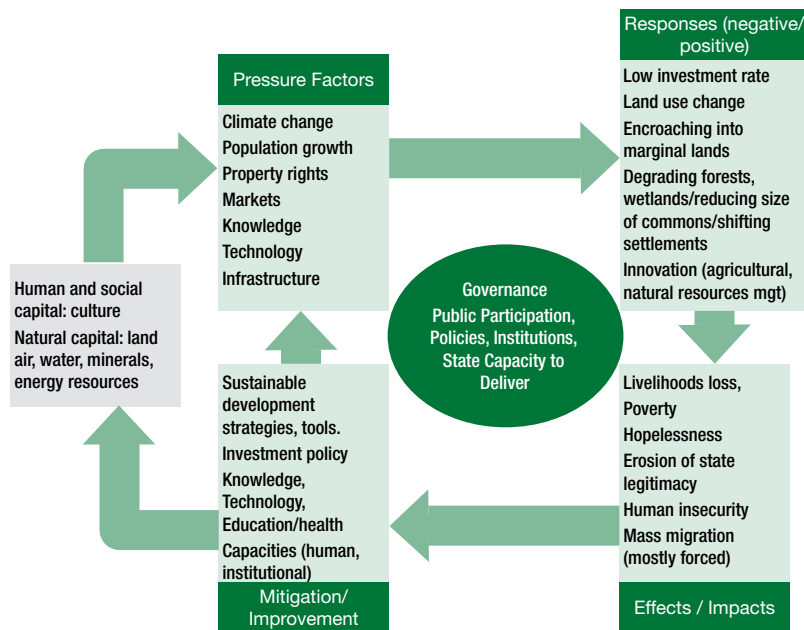 Pressure Factors
Climate change
Population growth
Property rights
Markets
Knowledge
Technology
Infrastructure
Responses (negative/
positive)
Low investment rate
Land use change
Encroaching into
marginal lands
Degrading forests,
wetlands/reducing size
of commons/shifting
settlements
Innovation (agricultural,
natural resources mgt)
Human and social
capital: culture
Natural capital: land
air, water, minerals,
energy resources
Governance
Public Participation,
Policies, Institutions,
State Capacity to
Deliver
Sustainable
development
strategies, tools.
Investment policy
Knowledge,
Technology,
Education/health
Capacities (human,
institutional)
Mitigation/
Improvement
Livelihoods loss,
Poverty
Hopelessness
Erosion of state
legitimacy
Human insecurity
Mass migration
(mostly forced)
Effects / Impacts